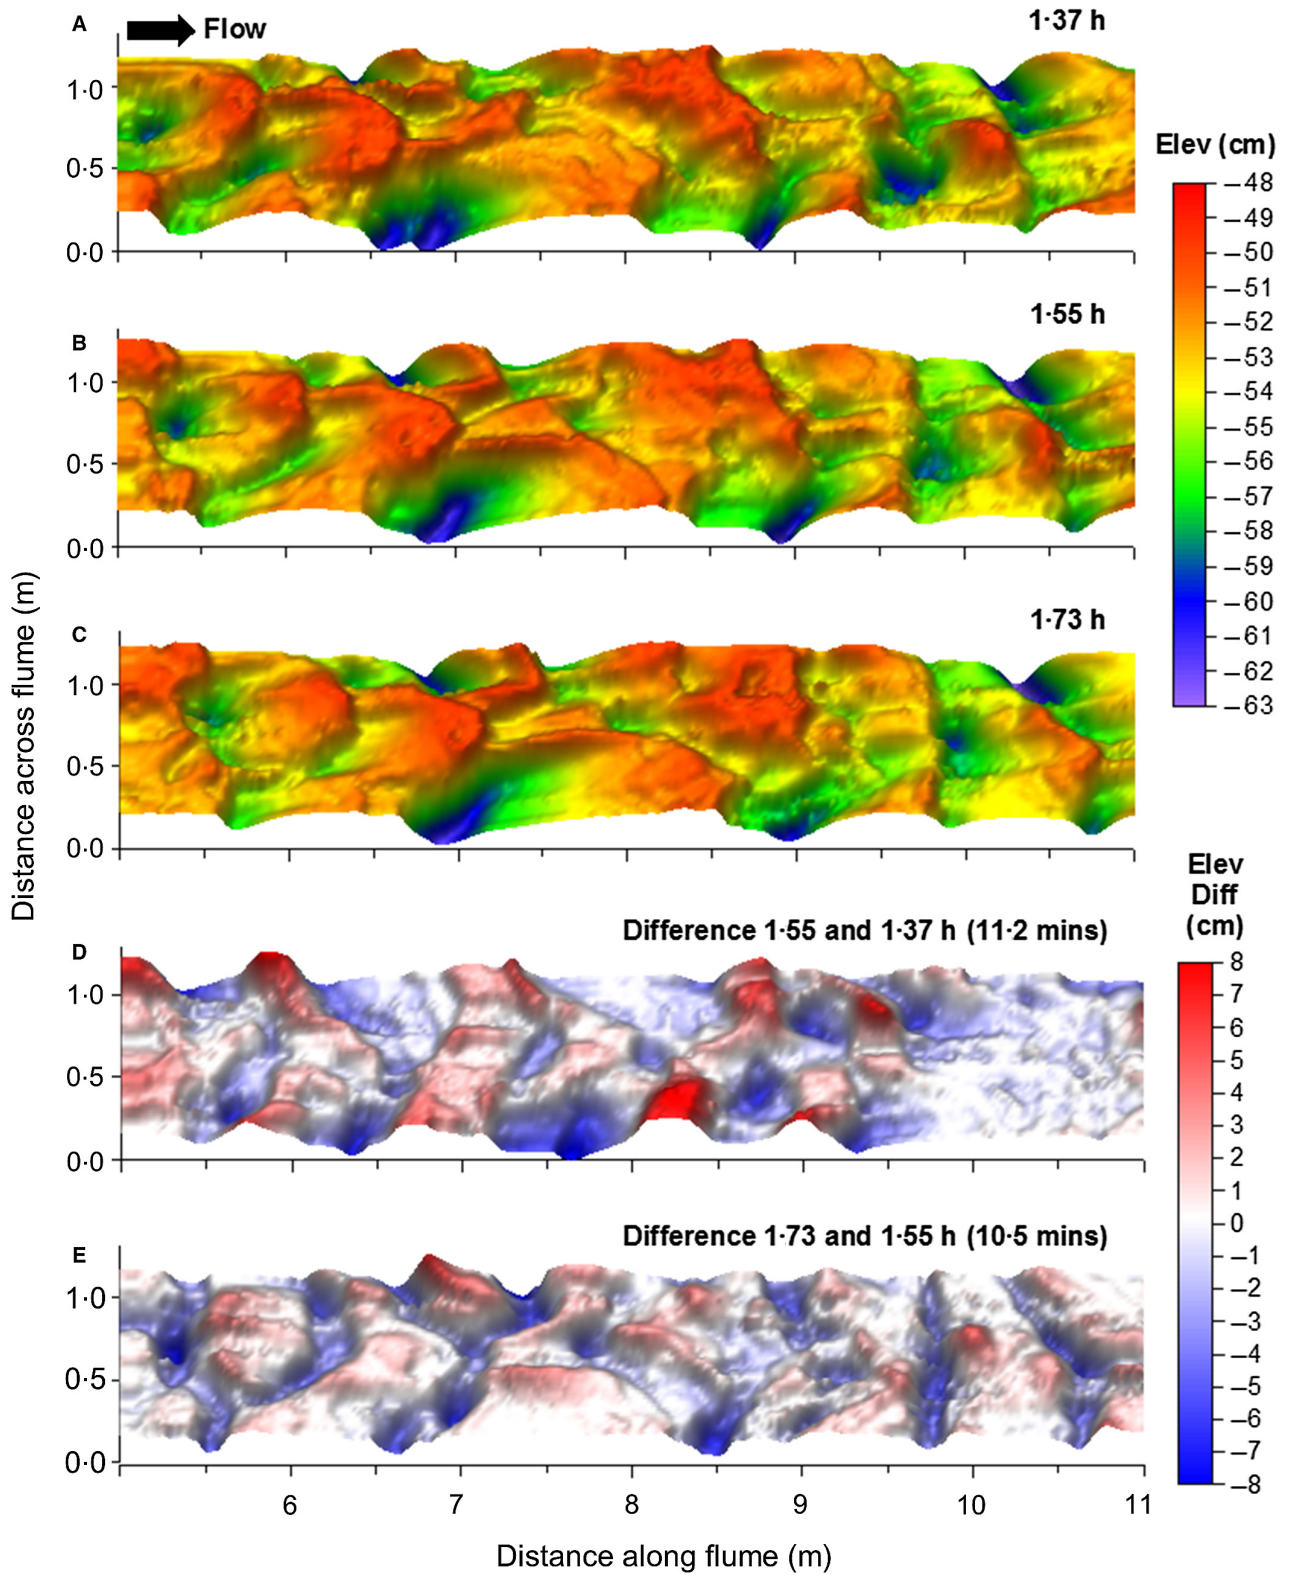 A
Flow
1·37 h
1·0
0·5
0·0
B
1·55 h
1·0
0·5
0·0
C
1·73 h
1·0
0·5
0·0
Elev (cm)
−48
−49
−50
−51
−52
−53
−54
−55
−56
−57
−58
−59
−60
−61
−62
−63
Distance across flume (m)
D
Difference 1·55 and 1·37 h (11·2 mins)
1·0
0·5
0·0
E
Difference 1·73 and 1·55 h (10·5 mins)
1·0
0·5
0·0
Elev
Diff
(cm)
8
7
6
5
4
3
2
1
0
−1
−2
−3
−4
−5
−6
−7
−8
6 7 8 9 10 11
Distance along flume (m)